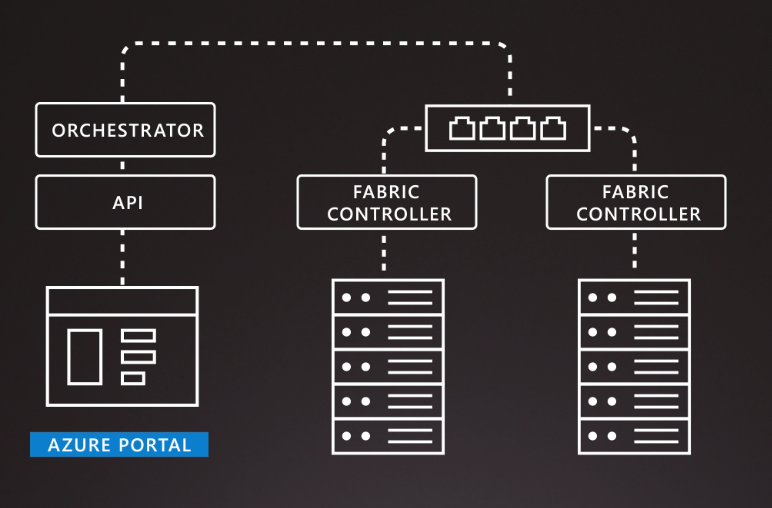 ORCHESTRATOR
API
AZURE PORTAL
FABRIC
CONTROLLER
FABRIC
CONTROLLER